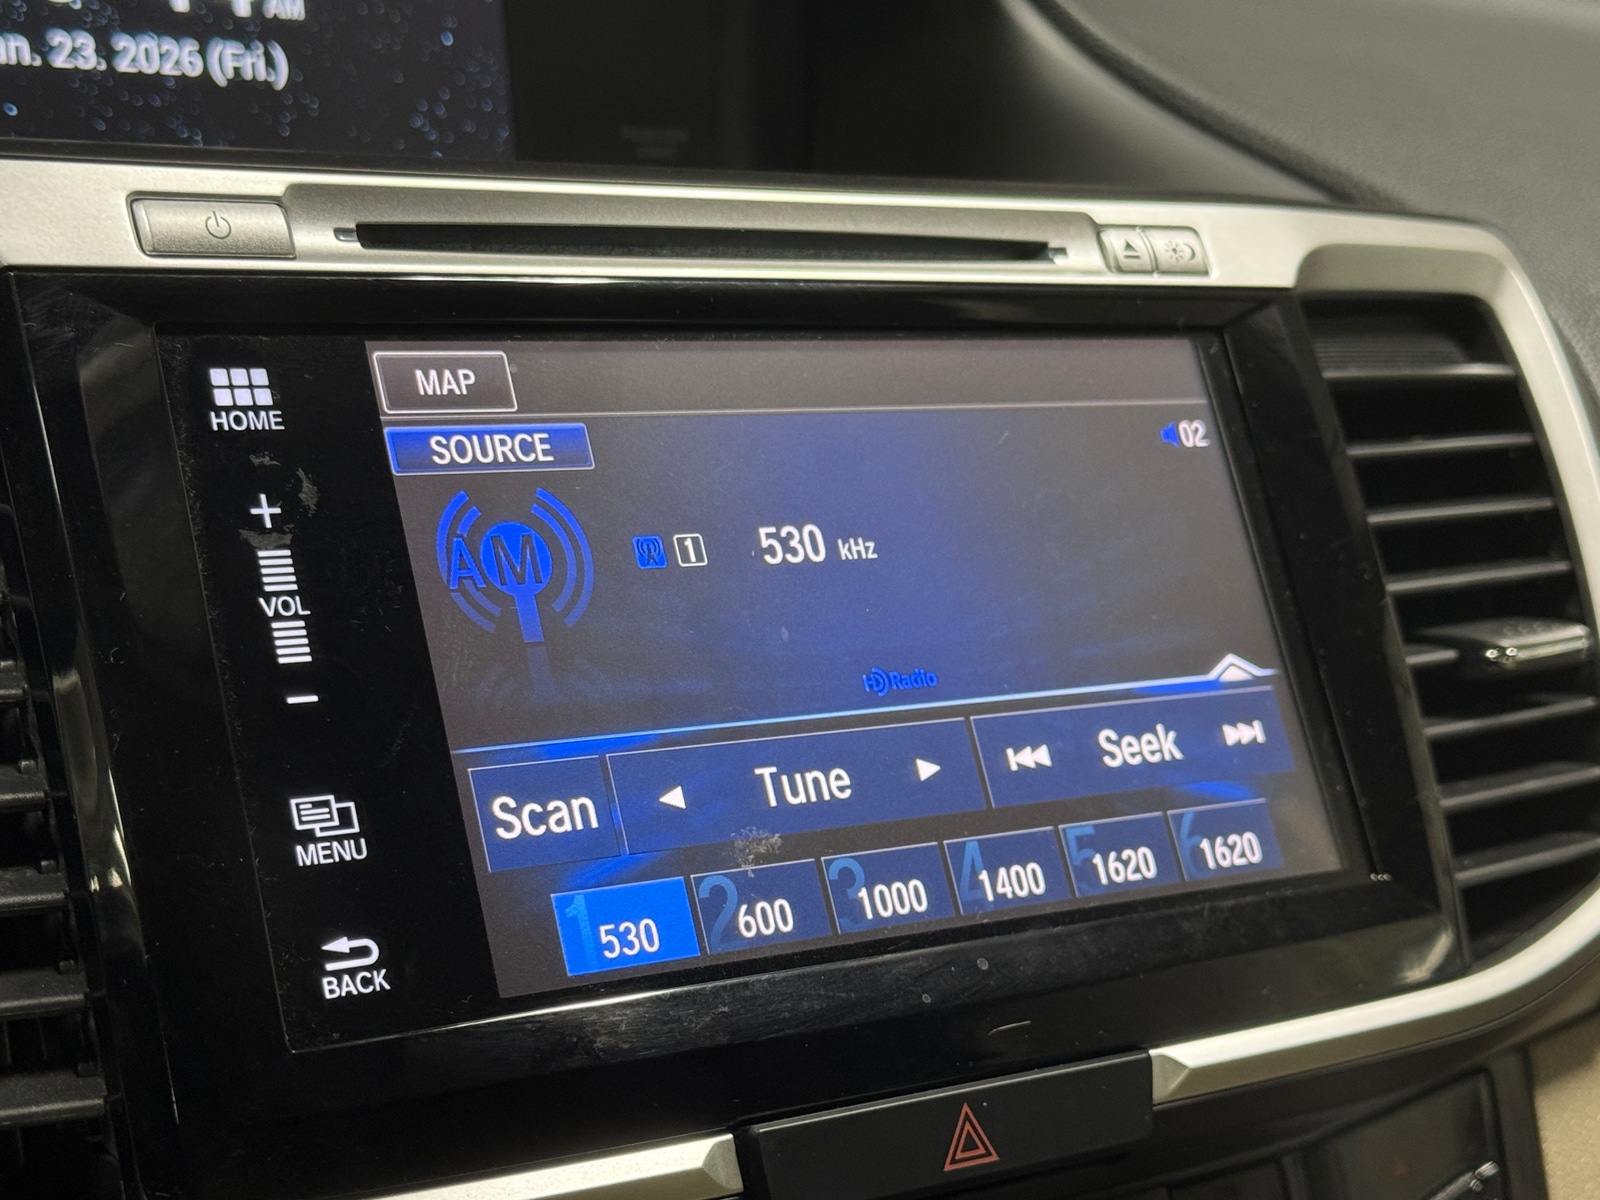 AM
n. 23. 2026 (Fri.)
HOME
+
VOL
−
MENU
BACK
MAP
SOURCE
02
AM
1
530 kHz
HD Radio
Scan
Tune
Seek
1 530
2 600
3 1000
4 1400
5 1620
6 1620